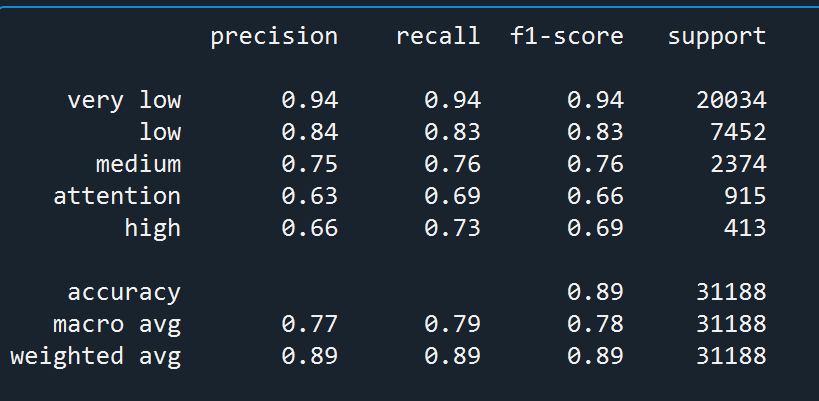 precision recall f1-score support
very low 0.94 0.94 0.94 20034
low 0.84 0.83 0.83 7452
medium 0.75 0.76 0.76 2374
attention 0.63 0.69 0.66 915
high 0.66 0.73 0.69 413
accuracy 0.89 31188
macro avg 0.77 0.79 0.78 31188
weighted avg 0.89 0.89 0.89 31188